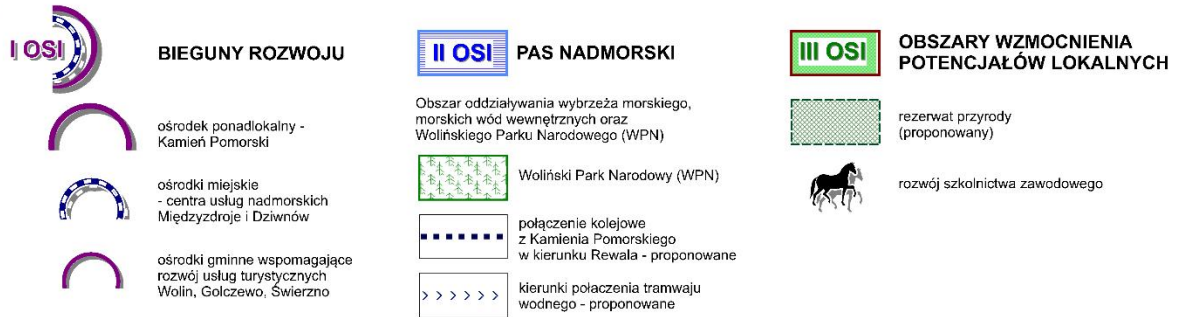 I OSI
BIEGUNY ROZWOJU
ośrodek ponadlokalny -
Kamień Pomorski
ośrodki miejskie
- centra usług nadmorskich
Międzyzdroje i Dziwnów
ośrodki gminne wspomagające
rozwój usług turystycznych
Wolin, Golczewo, Świerzno
II OSI
PAS NADMORSKI
Obszar oddziaływania wybrzeża morskiego,
morskich wód wewnętrznych oraz
Wolińskiego Parku Narodowego (WPN)
Woliński Park Narodowy (WPN)
połączenie kolejowe
z Kamienia Pomorskiego
w kierunku Rewala - proponowane
kierunki połaczenia tramwaju
wodnego - proponowane
III OSI
OBSZARY WZMOCNIENIA
POTENCJAŁÓW LOKALNYCH
rezerwat przyrody
(proponowany)
rozwój szkolnictwa zawodowego